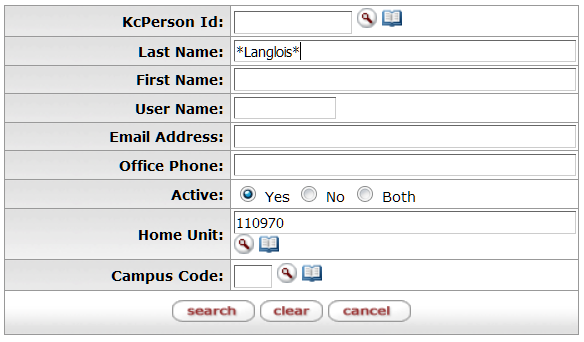 KcPerson Id:
Last Name: *Langlois*
First Name:
User Name:
Email Address:
Office Phone:
Active: Yes No Both
Home Unit: 110970
Campus Code:
search clear cancel